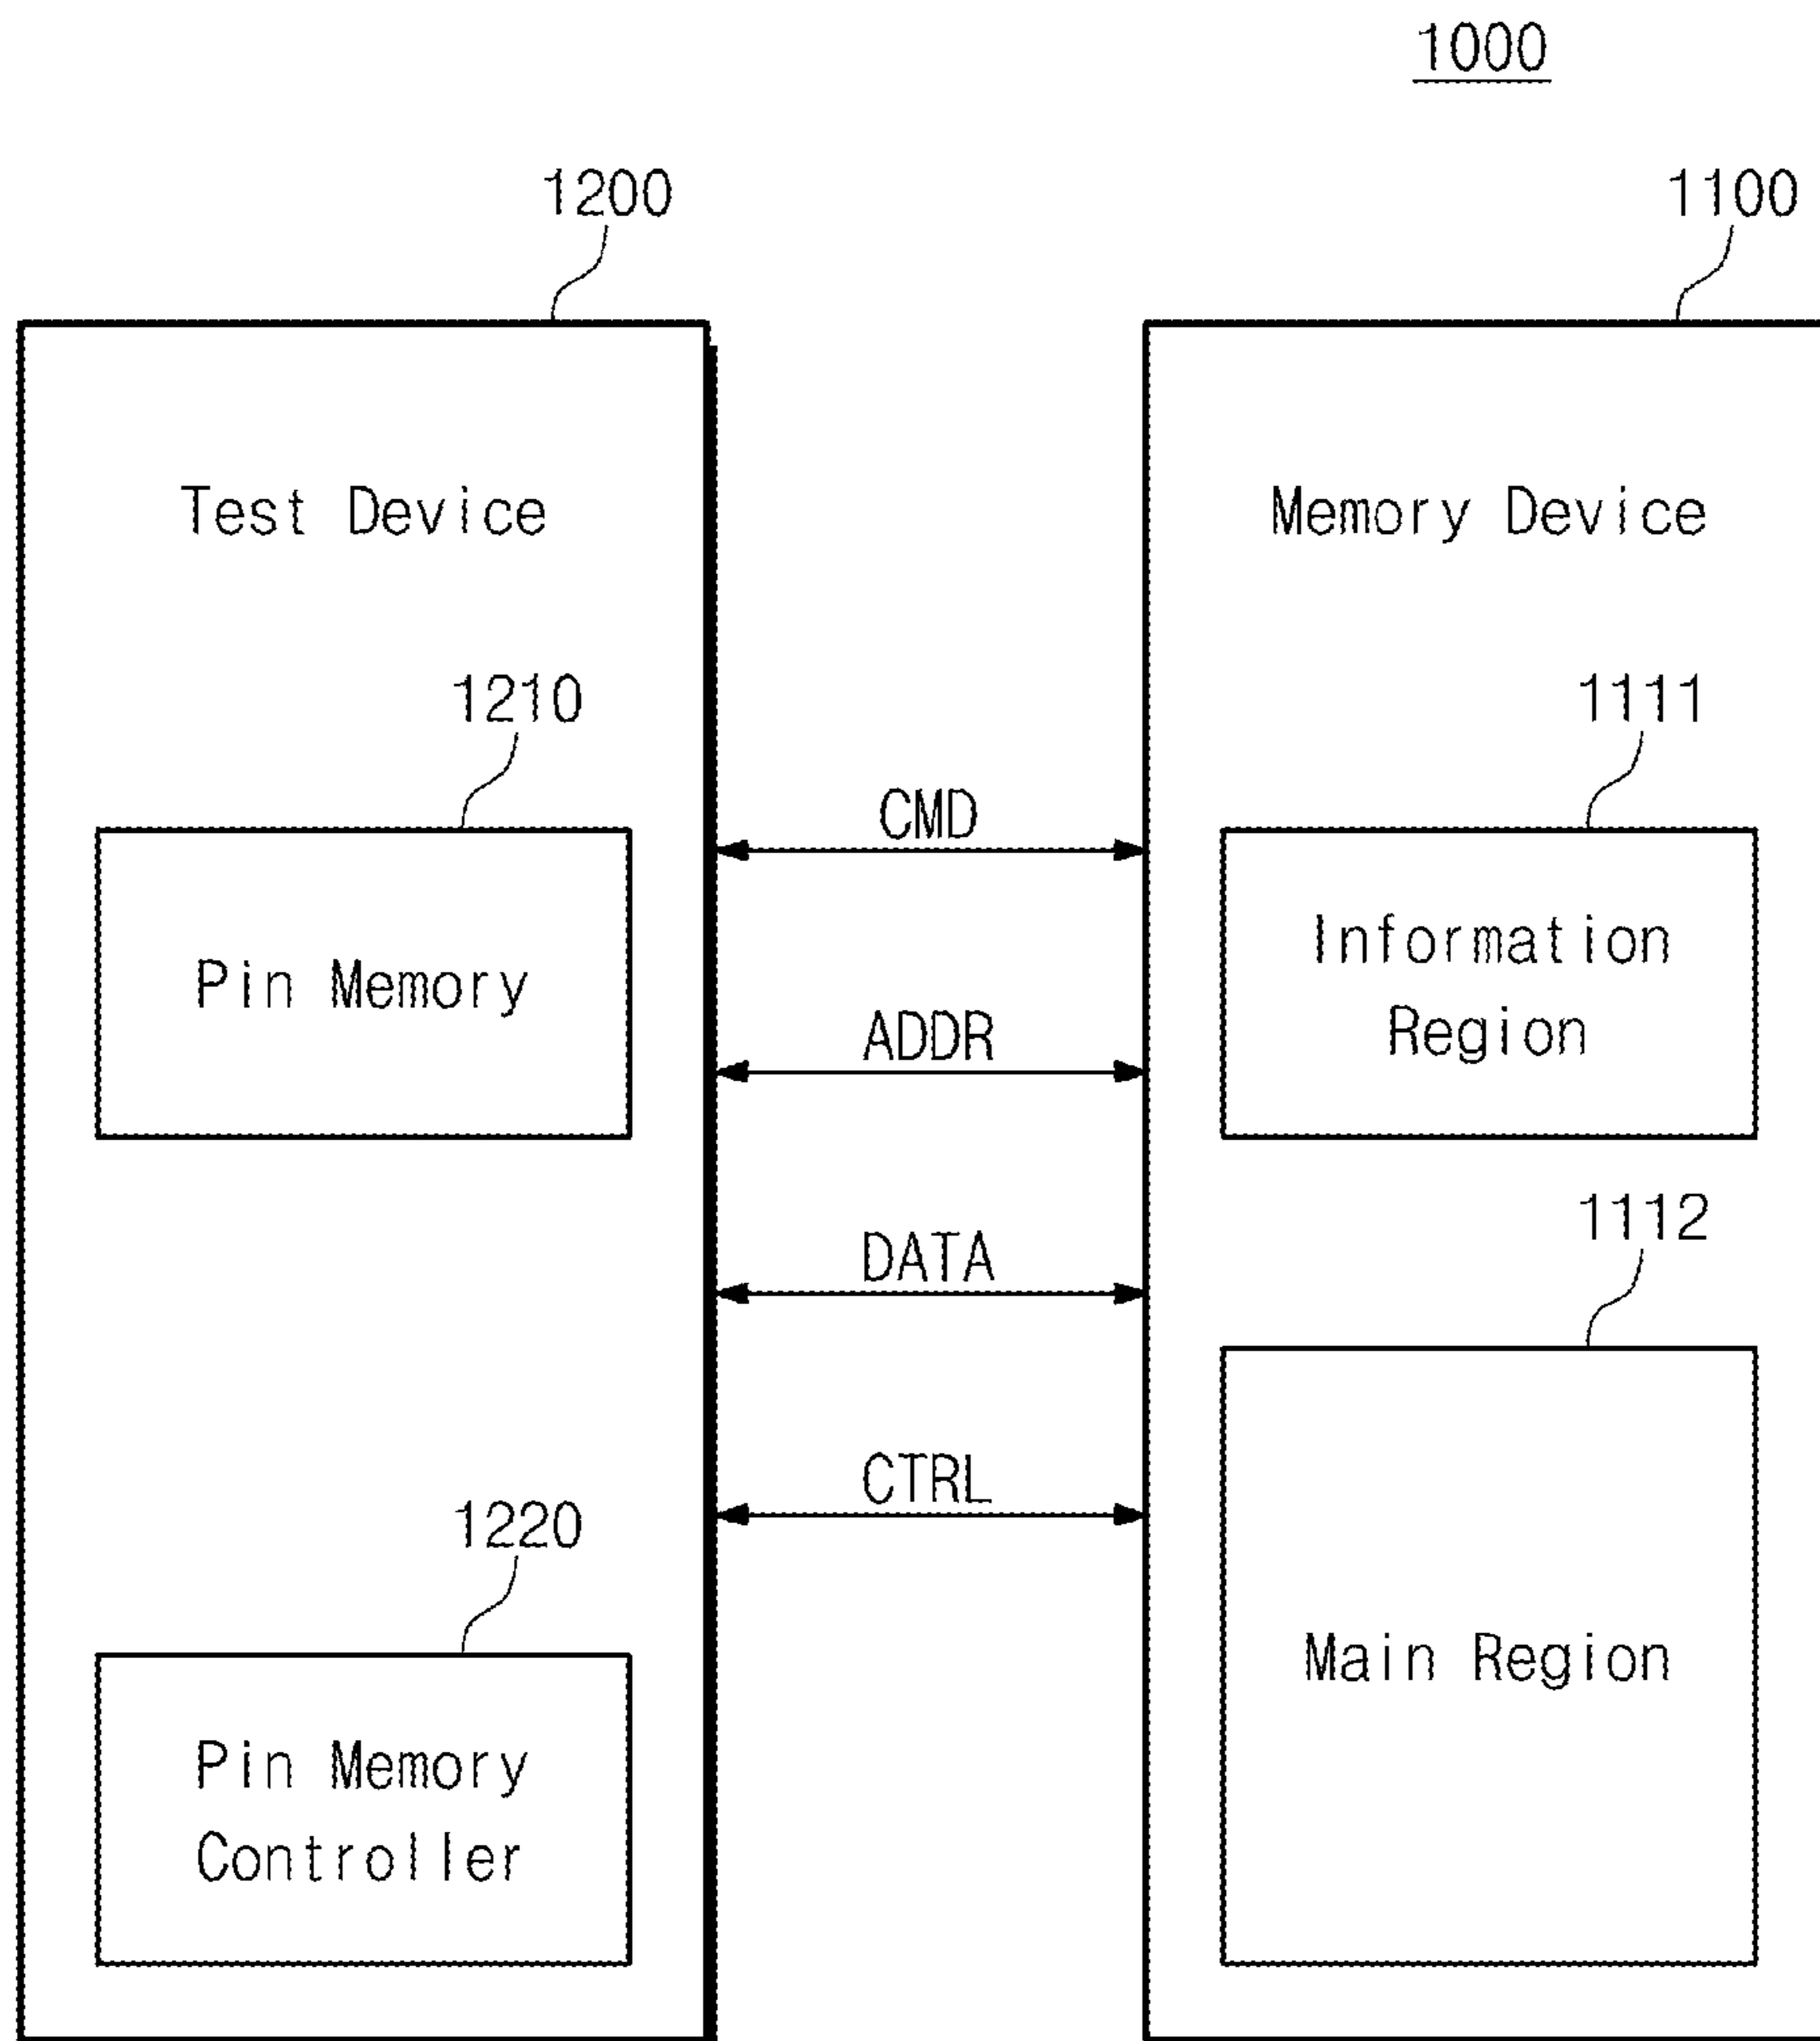 1000
1200
1100
Test Device
Memory Device
1210
1111
CMD
Pin Memory
Information
Region
ADDR
1112
DATA
CTRL
1220
Main Region
Pin Memory
Controller